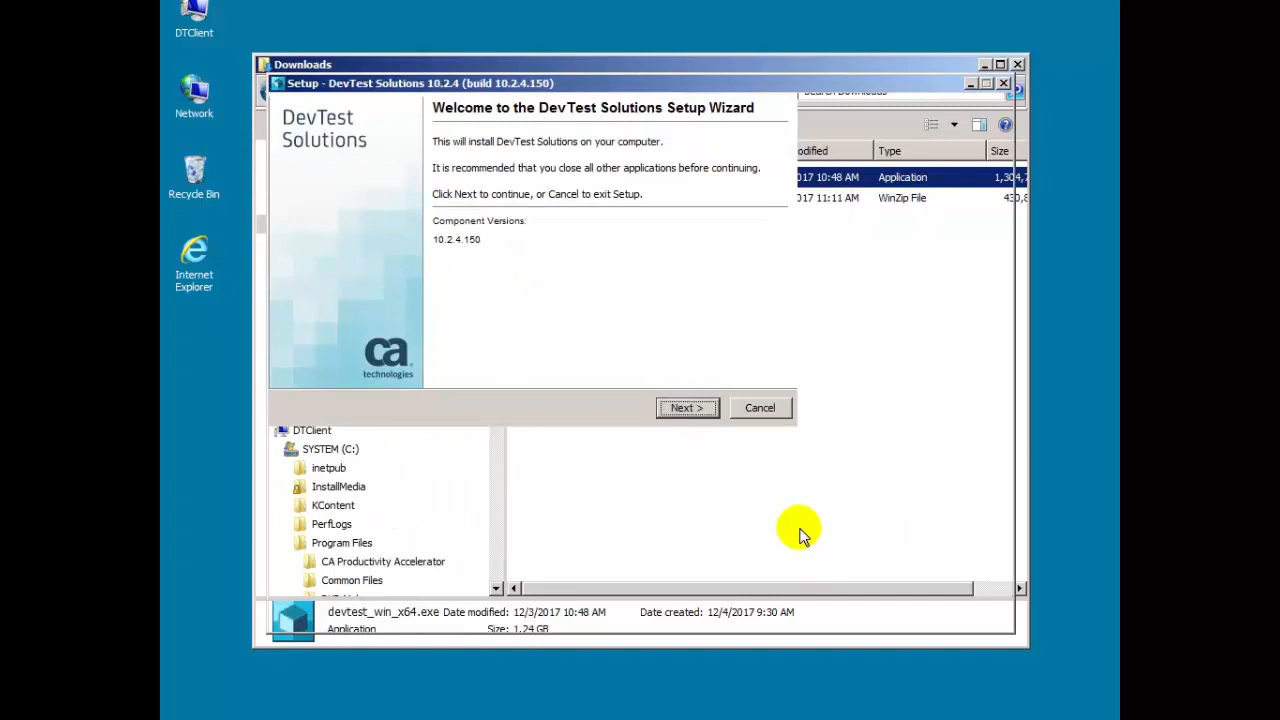 DTClient
Network
Recycle Bin
Internet
Explorer
Downloads
Setup - DevTest Solutions 10.2.4 (build 10.2.4.150)
DevTest
Solutions
ca
technologies
Welcome to the DevTest Solutions Setup Wizard
This will install DevTest Solutions on your computer.
It is recommended that you close all other applications before continuing.
Click Next to continue, or Cancel to exit Setup.
Component Versions:
10.2.4.150
Next >
Cancel
odified Type Size
017 10:48 AM Application 1,304,7
017 11:11 AM WinZip File 430,8
DTClient
SYSTEM (C:)
inetpub
InstallMedia
KContent
PerfLogs
Program Files
CA Productivity Accelerator
Common Files
devtest_win_x64.exe Date modified: 12/3/2017 10:48 AM Date created: 12/4/2017 9:30 AM
Application Size: 1.24 GB